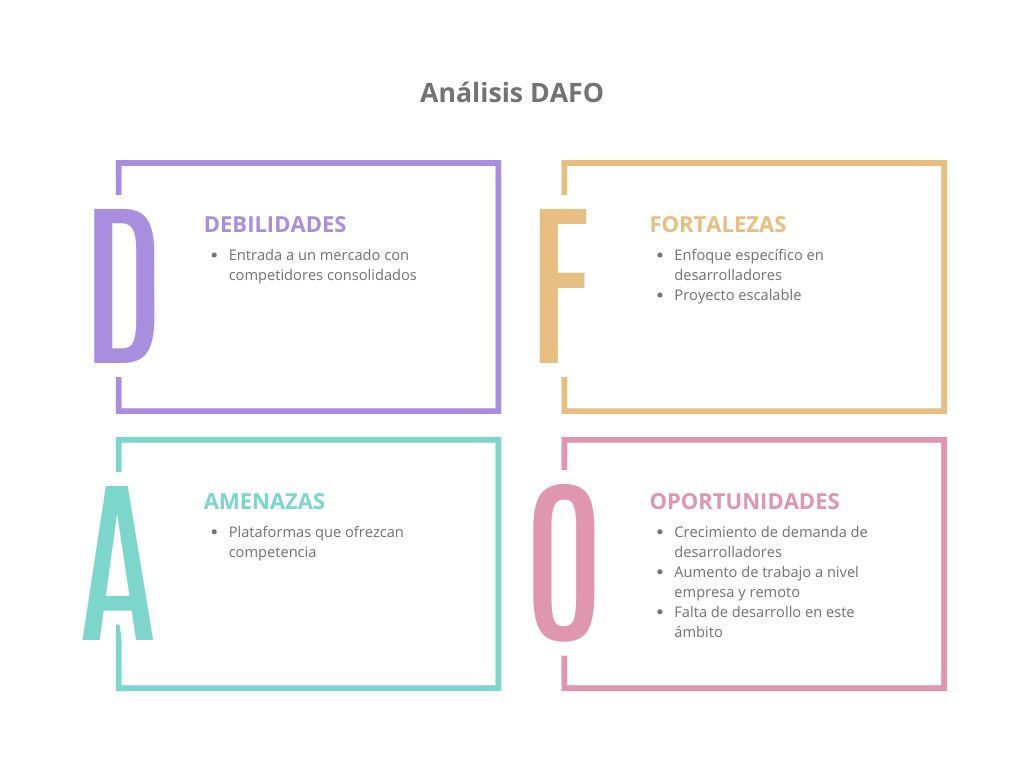 Análisis DAFO
D
DEBILIDADES
• Entrada a un mercado con
competidores consolidados
F
FORTALEZAS
• Enfoque específico en
desarrolladores
• Proyecto escalable
A
AMENAZAS
• Plataformas que ofrezcan
competencia
O
OPORTUNIDADES
• Crecimiento de demanda de
desarrolladores
• Aumento de trabajo a nivel
empresa y remoto
• Falta de desarrollo en este
ámbito